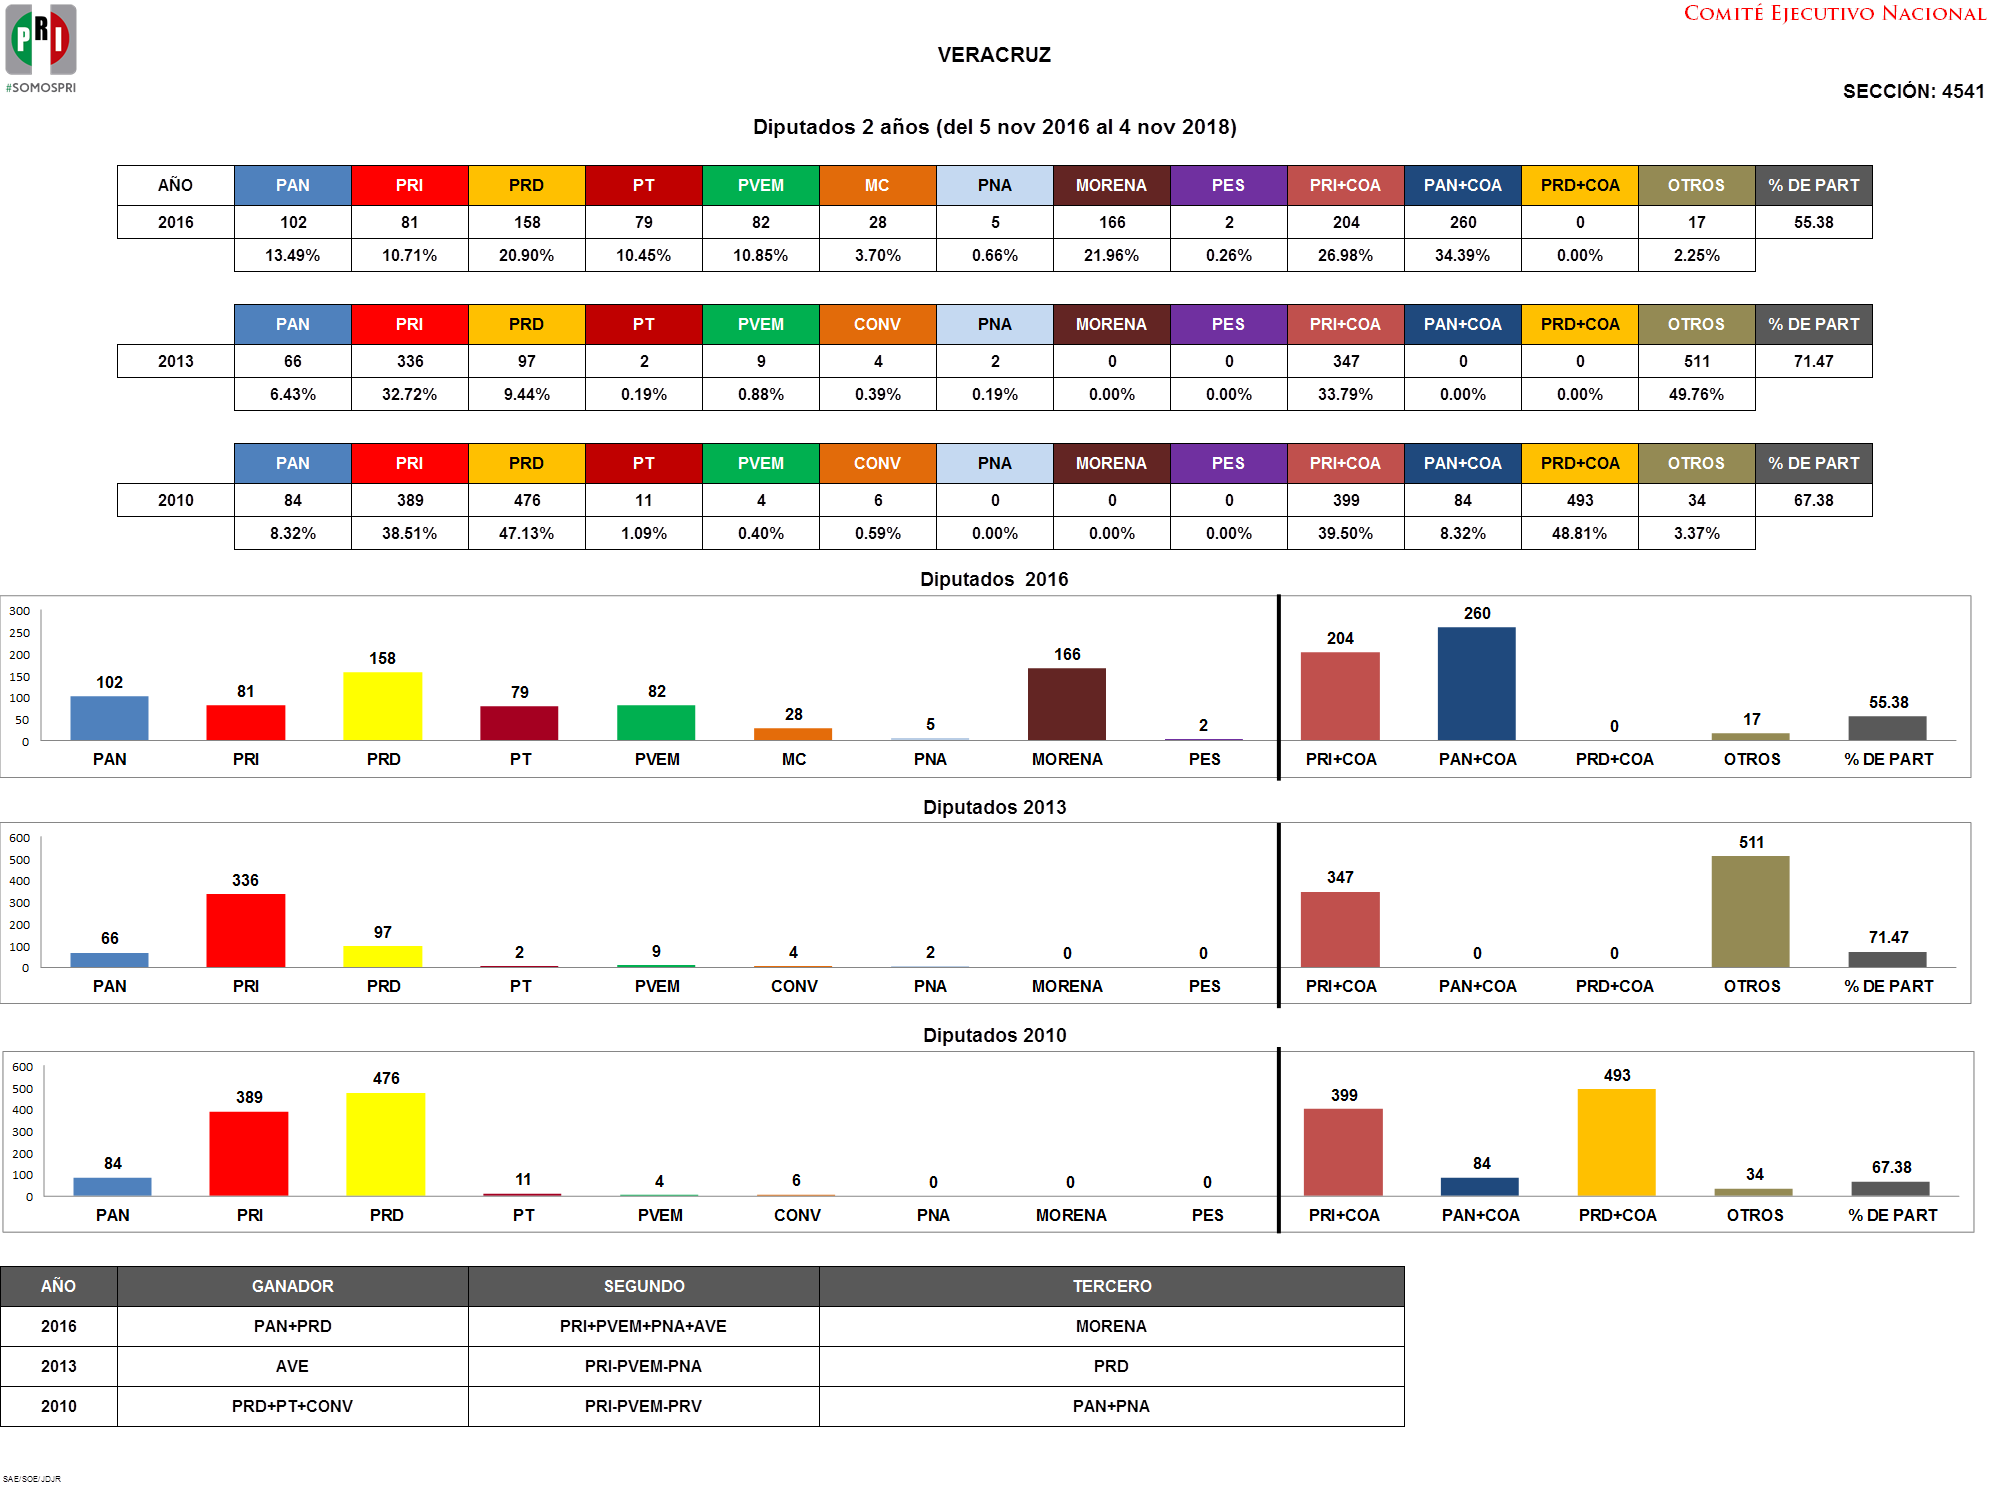 PRI
#SOMOSPRI
COMITÉ EJECUTIVO NACIONAL
VERACRUZ
SECCIÓN: 4541
Diputados 2 años (del 5 nov 2016 al 4 nov 2018)
AÑO PAN PRI PRD PT PVEM MC PNA MORENA PES PRI+COA PAN+COA PRD+COA OTROS % DE PART
2016 102 81 158 79 82 28 5 166 2 204 260 0 17 55.38
13.49% 10.71% 20.90% 10.45% 10.85% 3.70% 0.66% 21.96% 0.26% 26.98% 34.39% 0.00% 2.25%
PAN PRI PRD PT PVEM CONV PNA MORENA PES PRI+COA PAN+COA PRD+COA OTROS % DE PART
2013 66 336 97 2 9 4 2 0 0 347 0 0 511 71.47
6.43% 32.72% 9.44% 0.19% 0.88% 0.39% 0.19% 0.00% 0.00% 33.79% 0.00% 0.00% 49.76%
PAN PRI PRD PT PVEM CONV PNA MORENA PES PRI+COA PAN+COA PRD+COA OTROS % DE PART
2010 84 389 476 11 4 6 0 0 0 399 84 493 34 67.38
8.32% 38.51% 47.13% 1.09% 0.40% 0.59% 0.00% 0.00% 0.00% 39.50% 8.32% 48.81% 3.37%
Diputados 2016
300
250
200
150
100
50
0
102 81 158 79 82 28 5 166 2 204 260 0 17 55.38
PAN PRI PRD PT PVEM MC PNA MORENA PES PRI+COA PAN+COA PRD+COA OTROS % DE PART
Diputados 2013
600
500
400
300
200
100
0
66 336 97 2 9 4 2 0 0 347 0 0 511 71.47
PAN PRI PRD PT PVEM CONV PNA MORENA PES PRI+COA PAN+COA PRD+COA OTROS % DE PART
Diputados 2010
600
500
400
300
200
100
0
84 389 476 11 4 6 0 0 0 399 84 493 34 67.38
PAN PRI PRD PT PVEM CONV PNA MORENA PES PRI+COA PAN+COA PRD+COA OTROS % DE PART
AÑO GANADOR SEGUNDO TERCERO
2016 PAN+PRD PRI+PVEM+PNA+AVE MORENA
2013 AVE PRI-PVEM-PNA PRD
2010 PRD+PT+CONV PRI-PVEM-PRV PAN+PNA
SAE/SOE/JDJR